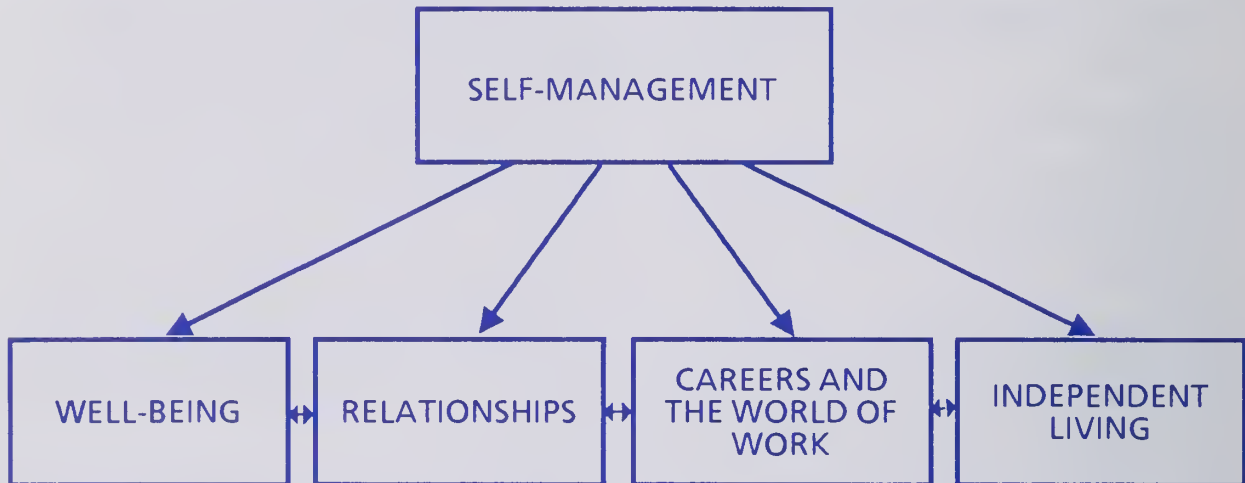 SELF-MANAGEMENT
WELL-BEING
RELATIONSHIPS
CAREERS AND
THE WORLD OF
WORK
INDEPENDENT
LIVING